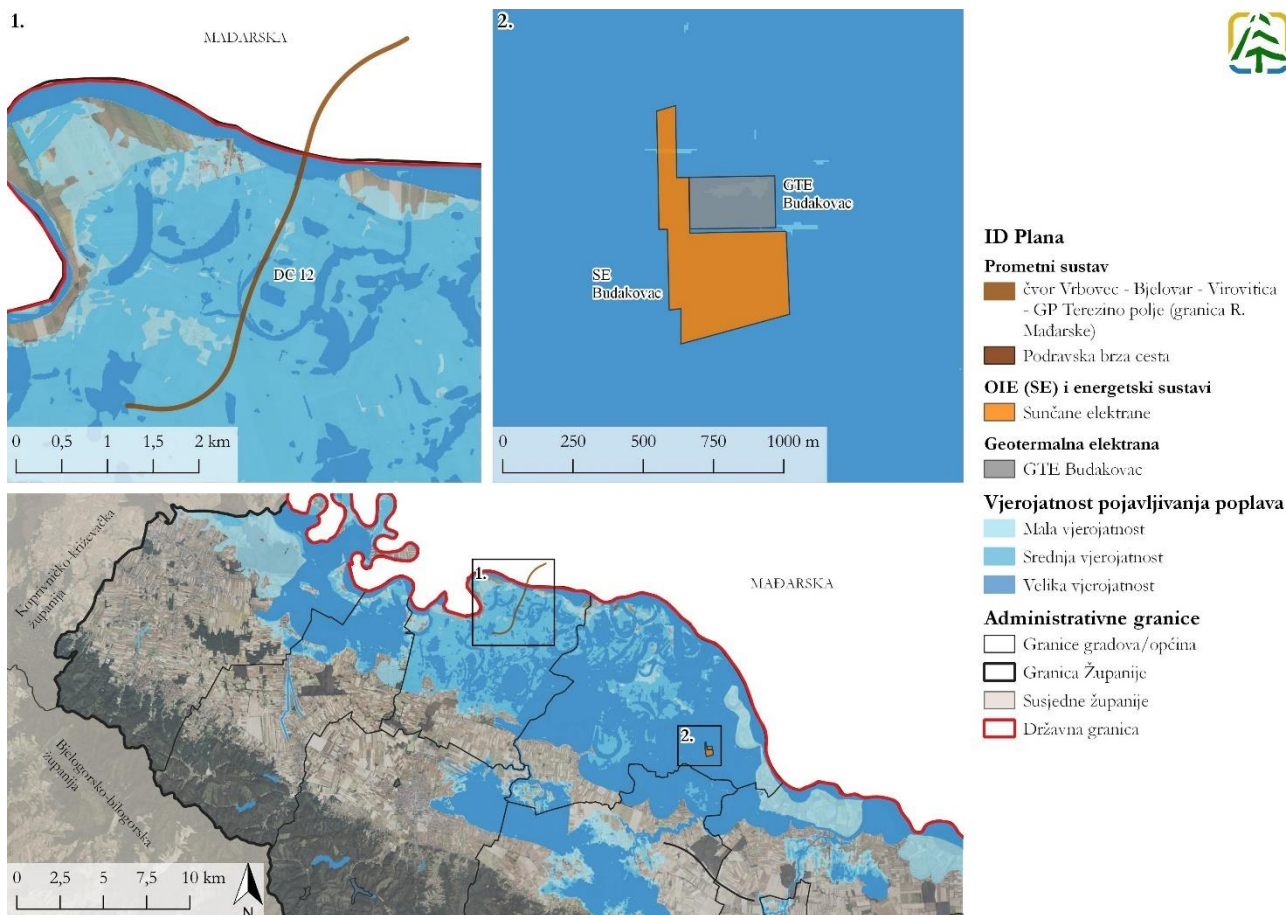 1.
MAĐARSKA
DC 12
0 0,5 1 1,5 2 km
2.
GTE
Budakovac
SE
Budakovac
0 250 500 750 1000 m
Koprivničko-križevačka
županija
Bjelogorsko-bilogorska
županija
1.
MAĐARSKA
2.
0 2,5 5 7,5 10 km
N
ID Plana
Prometni sustav
čvor Vrbovec - Bjelovar - Virovitica
- GP Terezino polje (granica R.
Mađarske)
Podravska brza cesta
OIE (SE) i energetski sustavi
Sunčane elektrane
Geotermalna elektrana
GTE Budakovac
Vjerojatnost pojavljivanja poplava
Mala vjerojatnost
Srednja vjerojatnost
Velika vjerojatnost
Administrativne granice
Granice gradova/općina
Granica Županije
Susjedne županije
Državna granica